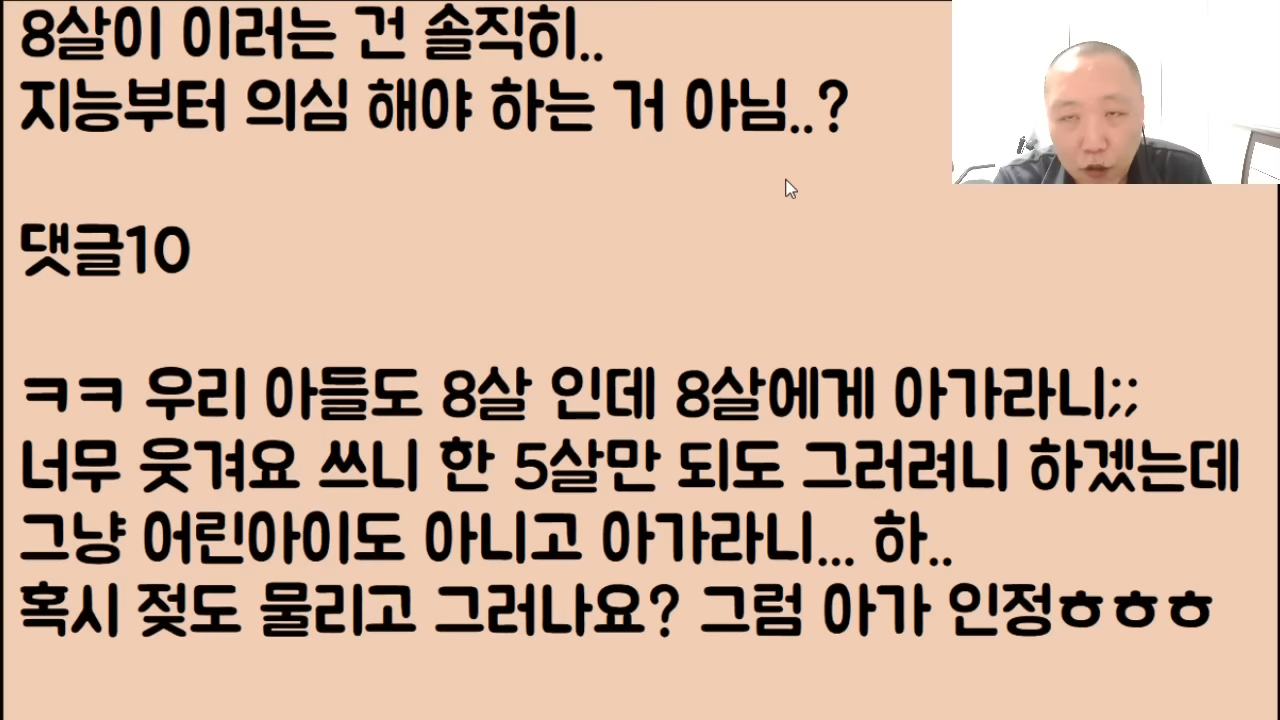 8살이 이러는 건 솔직히..
지능부터 의심 해야 하는 거 아님..?
댓글10
ㅋㅋ 우리 아들도 8살 인데 8살에게 아가라니;;
너무 웃겨요 쓰니 한 5살만 되도 그러려니 하겠는데
그냥 어린아이도 아니고 아가라니... 하..
혹시 젖도 물리고 그러나요? 그럼 아가 인정ㅎㅎㅎ